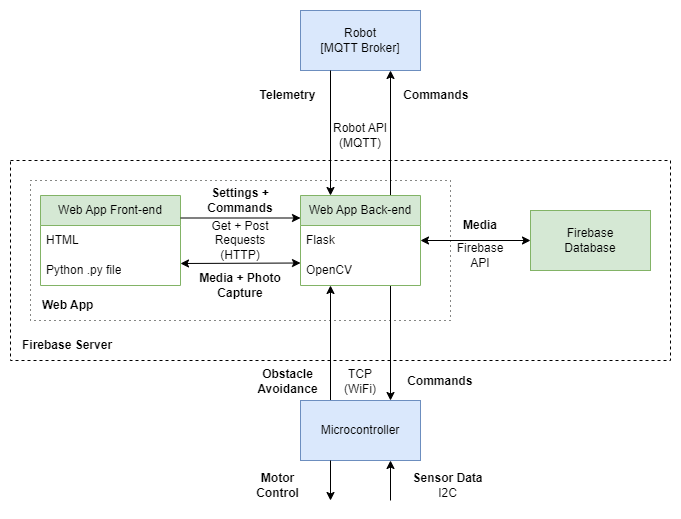 Robot
[MQTT Broker]
Telemetry
Commands
Robot API
(MQTT)
Web App Front-end
HTML
Python .py file
Settings +
Commands
Get + Post
Requests
(HTTP)
Media + Photo
Capture
Web App Back-end
Flask
OpenCV
Media
Firebase
API
Firebase
Database
Web App
Firebase Server
Obstacle
Avoidance
TCP
(WiFi)
Commands
Microcontroller
Motor
Control
Sensor Data
I2C